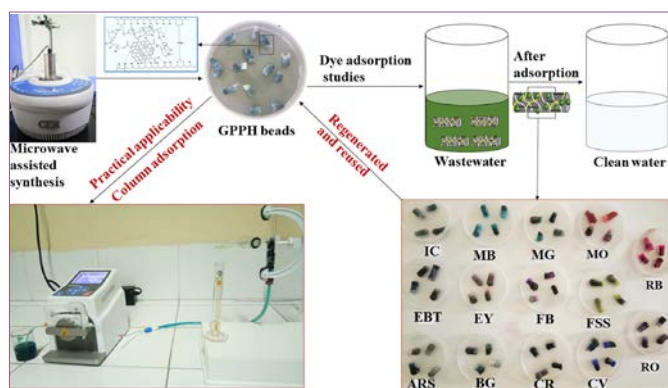 Microwave
assisted
synthesis
GPPH beads
Dye adsorption
studies
Wastewater
After
adsorption
Clean water
Practical applicability
Column adsorption
Regenerated
and reused
IC MB MG MO
RB
EBT EY FB FSS
RO
ARS BG CR CV